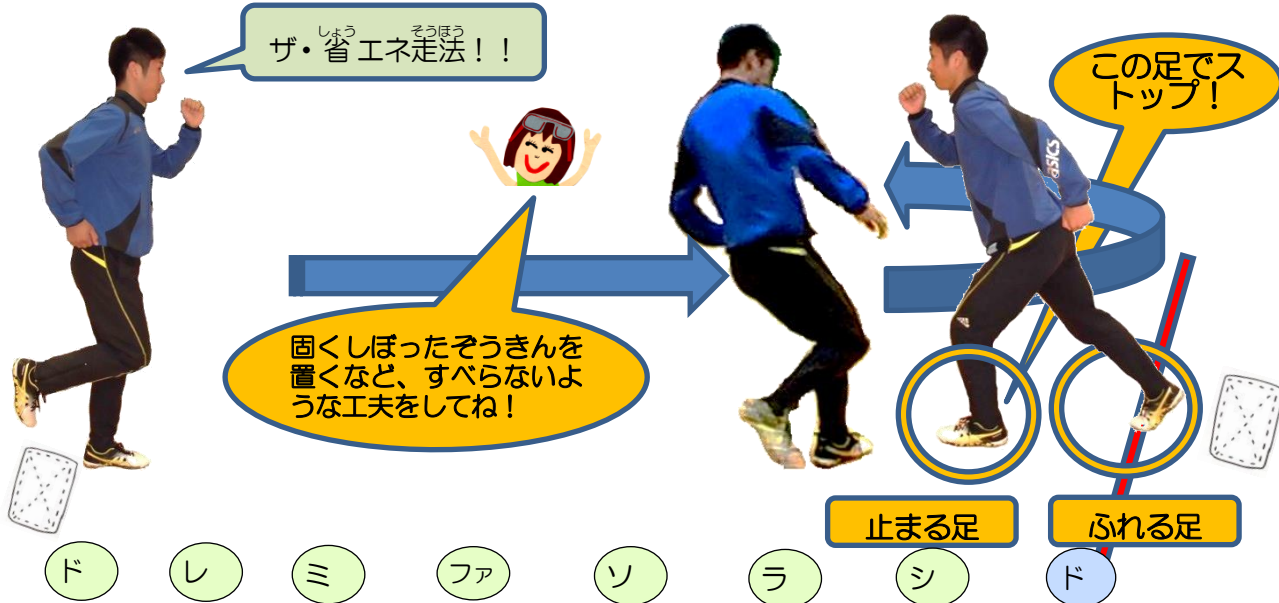 ザ・省エネ走法！！
しょう
そうほう
この足でス
トップ！
asics
固くしぼったぞうきんを
置くなど、すべらないよ
うな工夫をしてね！
止まる足
ふれる足
ド レ ミ ファ ソ ラ シ ド